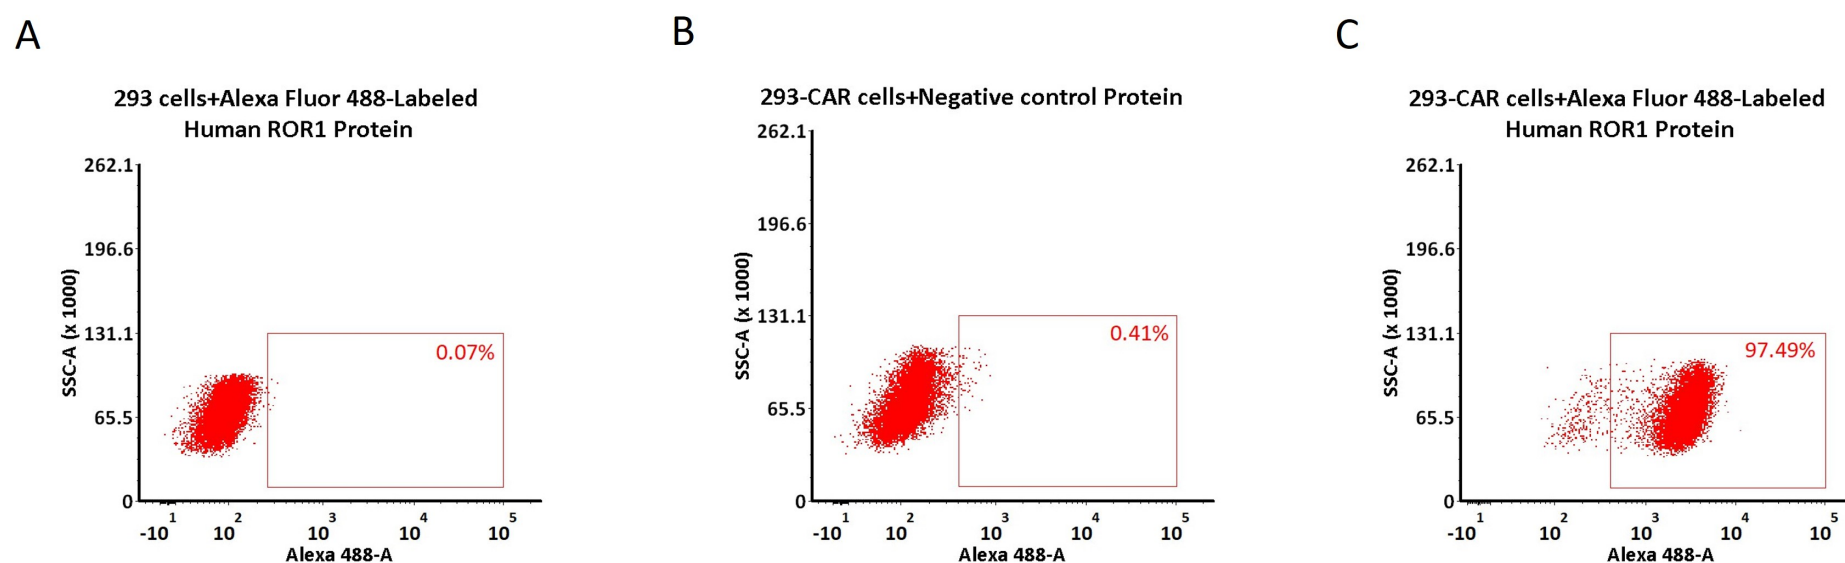 A
293 cells+Alexa Fluor 488-Labeled
Human ROR1 Protein
262.1
196.6
131.1
65.5
0
SSC-A (x 1000)
0.07%
-10 1 10 2 10 3 10 4 10 5
Alexa 488-A
B
293-CAR cells+Negative control Protein
262.1
196.6
131.1
65.5
0
SSC-A (x 1000)
0.41%
-10 1 10 2 10 3 10 4 10 5
Alexa 488-A
C
293-CAR cells+Alexa Fluor 488-Labeled
Human ROR1 Protein
262.1
196.6
131.1
65.5
0
SSC-A (x 1000)
97.49%
-10 1 10 2 10 3 10 4 10 5
Alexa 488-A